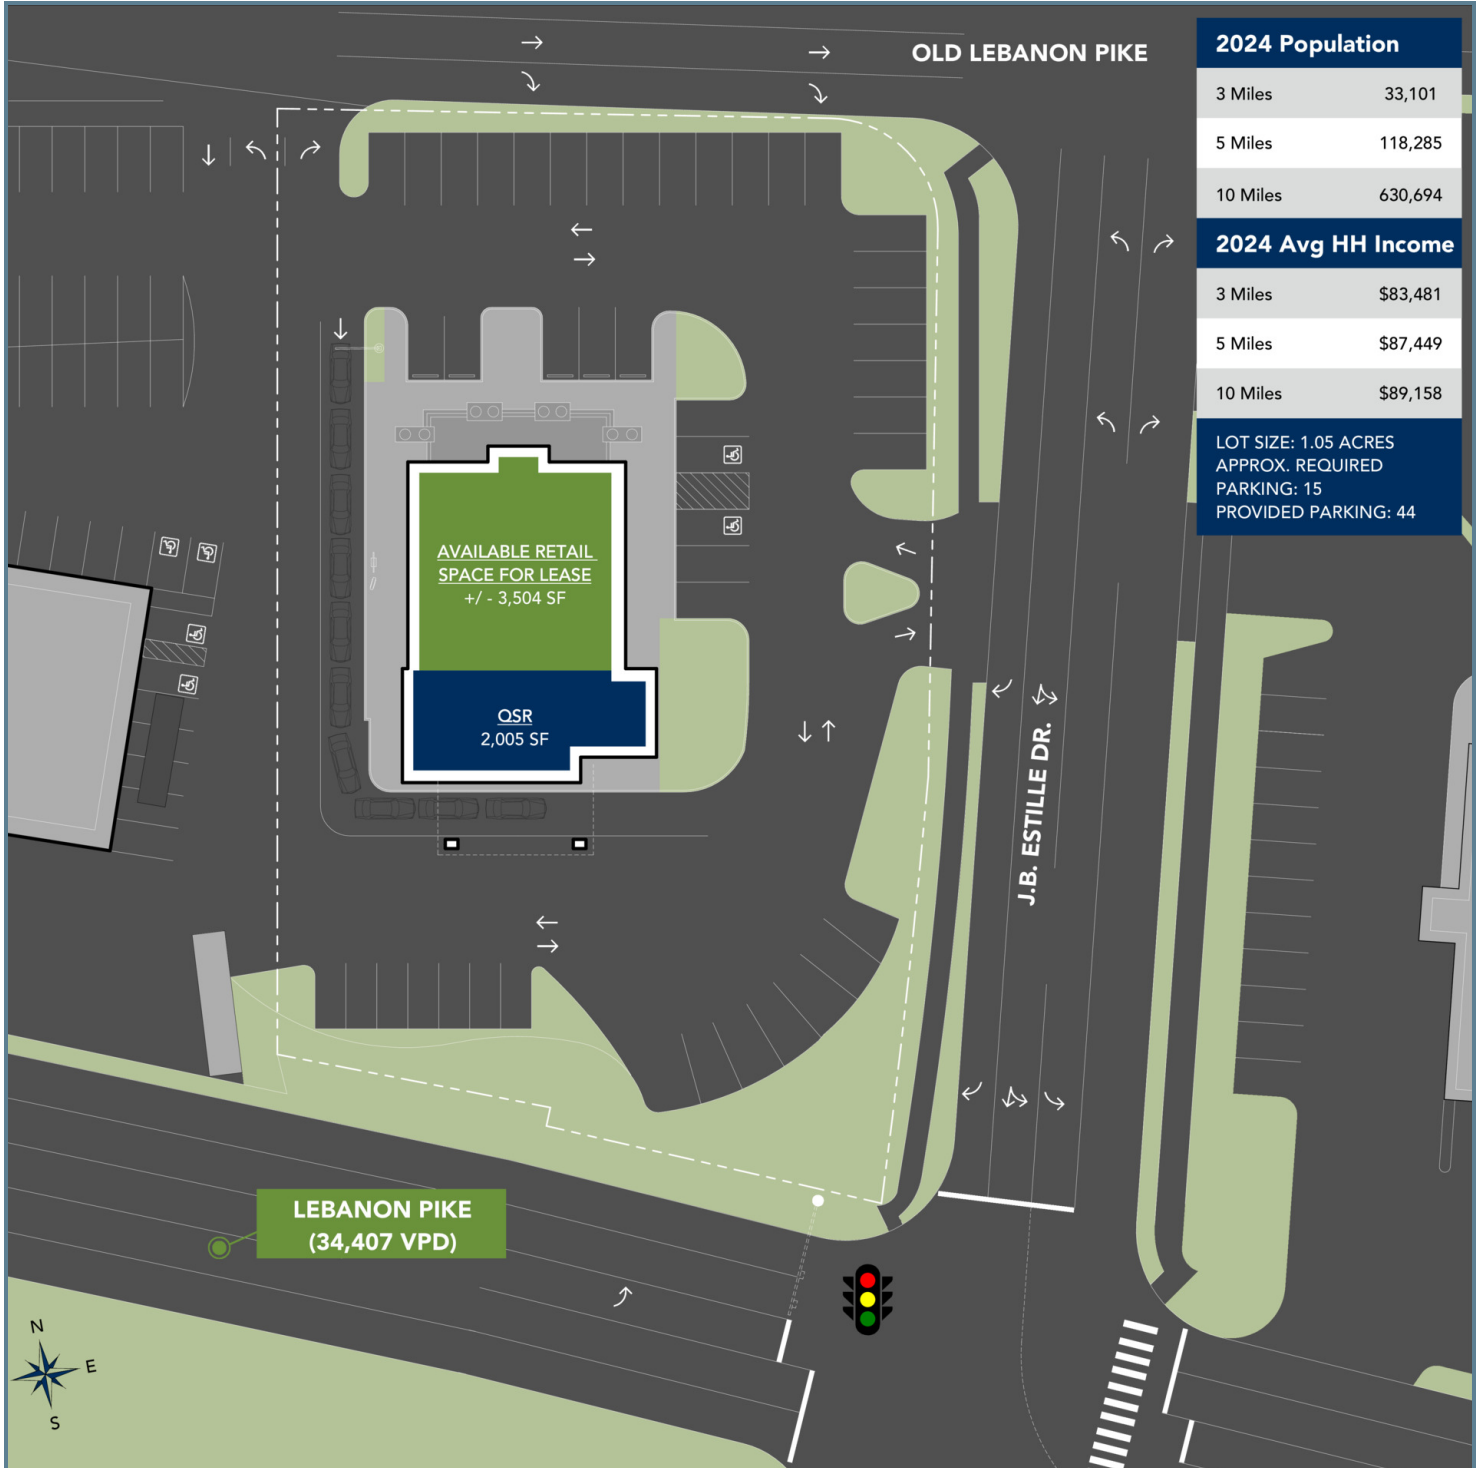 OLD LEBANON PIKE
2024 Population
3 Miles 33,101
5 Miles 118,285
10 Miles 630,694
2024 Avg HH Income
3 Miles $83,481
5 Miles $87,449
10 Miles $89,158
LOT SIZE: 1.05 ACRES
APPROX. REQUIRED
PARKING: 15
PROVIDED PARKING: 44
AVAILABLE RETAIL
SPACE FOR LEASE
+/ - 3,504 SF
QSR
2,005 SF
J.B. ESTILLE DR.
LEBANON PIKE
(34,407 VPD)
N
E
S